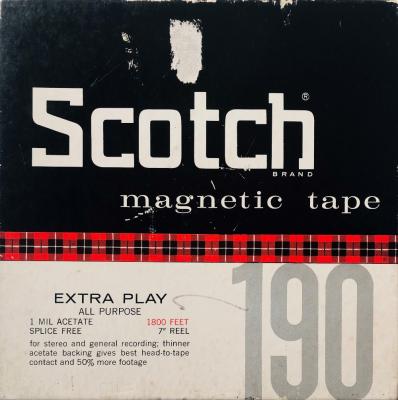 Scotch®
BRAND
magnetic tape
190
EXTRA PLAY
ALL PURPOSE
1 MIL ACETATE 1800 FEET
SPLICE FREE 7" REEL
for stereo and general recording; thinner
acetate backing gives best head-to-tape
contact and 50% more footage